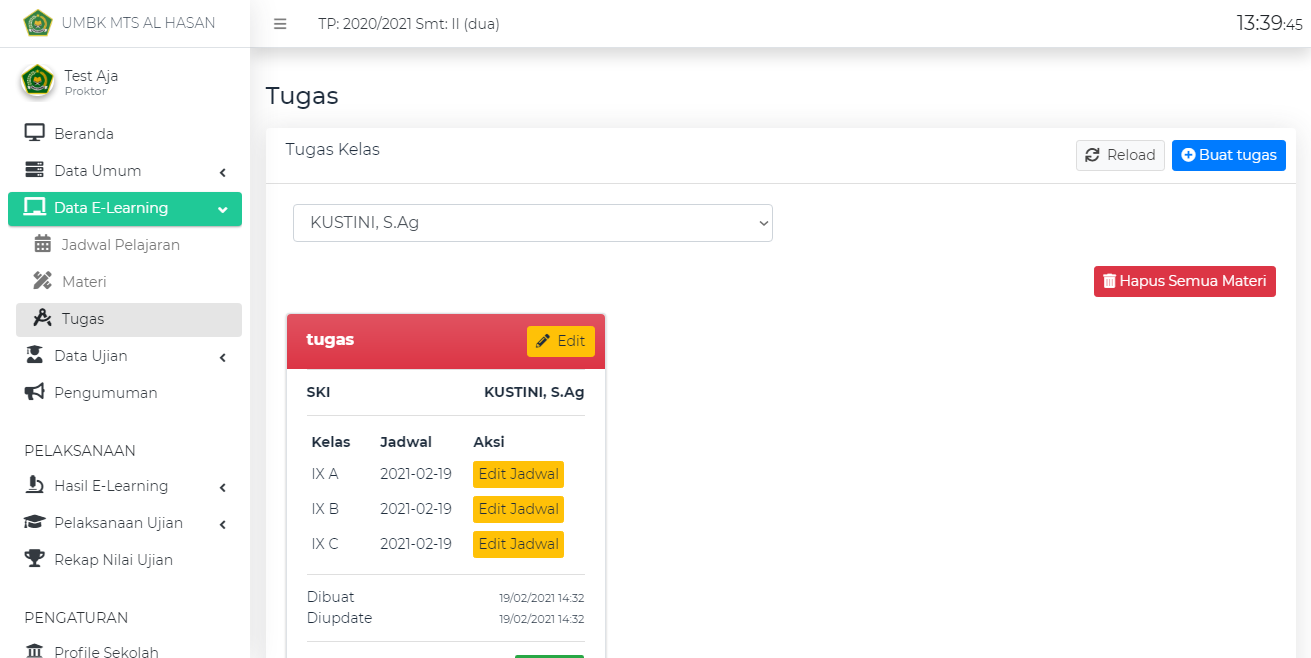 UMBK MTS AL HASAN
TP: 2020/2021 Smt: II (dua)
13:39:45
Test Aja
Proktor
Beranda
Data Umum
Data E-Learning
Jadwal Pelajaran
Materi
Tugas
Data Ujian
Pengumuman
PELAKSANAAN
Hasil E-Learning
Pelaksanaan Ujian
Rekap Nilai Ujian
PENGATURAN
Profile Sekolah
Tugas
Tugas Kelas
Reload
Buat tugas
KUSTINI, S.Ag
Hapus Semua Materi
tugas
Edit
SKI KUSTINI, S.Ag
Kelas Jadwal Aksi
IX A 2021-02-19 Edit Jadwal
IX B 2021-02-19 Edit Jadwal
IX C 2021-02-19 Edit Jadwal
Dibuat 19/02/2021 14:32
Diupdate 19/02/2021 14:32